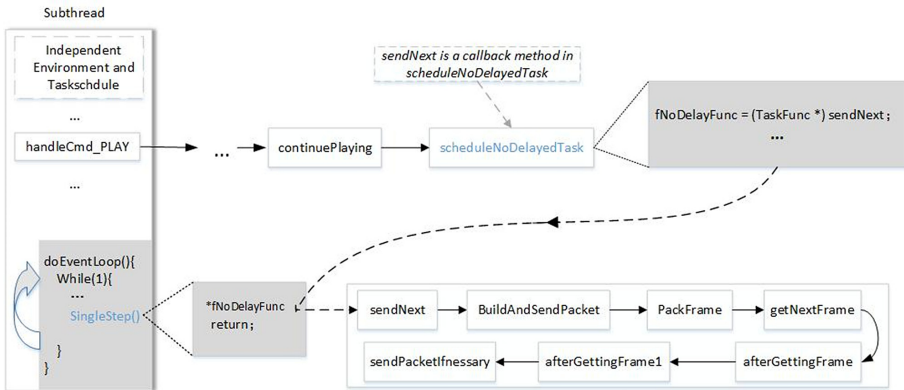 Subthread
Independent
Environment and
Taskschdule
...
handleCmd_PLAY
...
...
continuePlaying
scheduleNoDelayedTask
sendNext is a callback method in
scheduleNoDelayedTask
fNoDelayFunc = (TaskFunc *) sendNext;
...
doEventLoop(){
While(1){
...
SingleStep()
}
}
*fNoDelayFunc
return;
sendNext
BuildAndSendPacket
PackFrame
getNextFrame
sendPacketIfnessary
afterGettingFrame1
afterGettingFrame